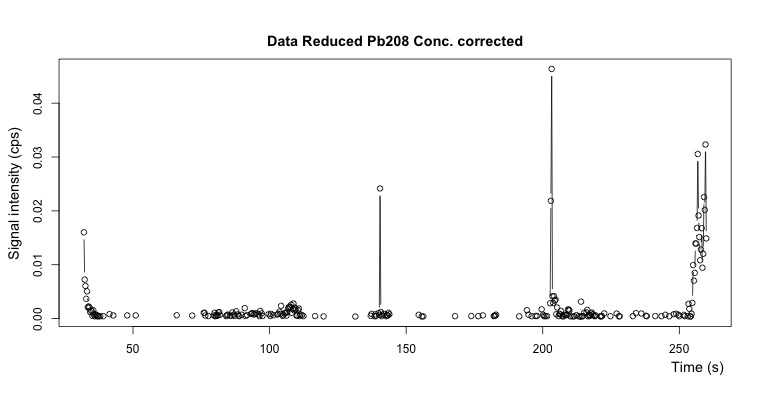 Data Reduced Pb208 Conc. corrected
Signal intensity (cps)
0.04
0.03
0.02
0.01
0.00
50 100 150 200 250
Time (s)